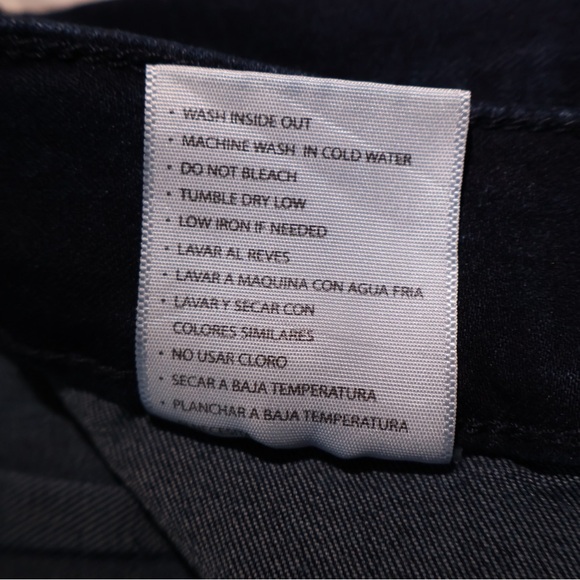 • WASH INSIDE OUT
• MACHINE WASH IN COLD WATER
• DO NOT BLEACH
• TUMBLE DRY LOW
• LOW IRON IF NEEDED
• LAVAR AL REVES
• LAVAR A MAQUINA CON AGUA FRIA
• LAVAR Y SECAR CON
COLORES SIMILARES
• NO USAR CLORO
• SECAR A BAJA TEMPERATURA
• PLANCHAR A BAJA TEMPERATURA